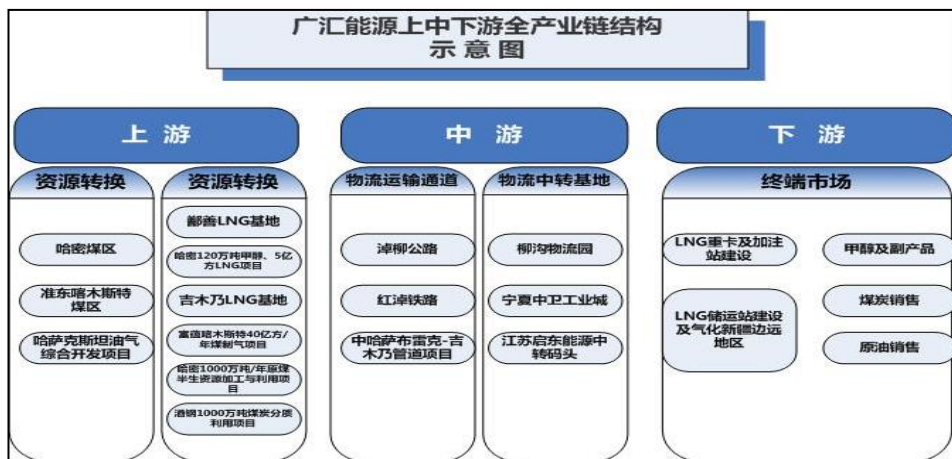 广汇能源上中下游全产业链结构
示 意 图
上 游
中 游
下 游
资源转换
资源转换
物流运输通道
物流中转基地
终端市场
哈密煤区
准东喀木斯特
煤区
哈萨克斯坦油气
综合开发项目
鄯善LNG基地
哈密120万吨甲醇、5亿
方LNG项目
吉木乃LNG基地
富蕴喀木斯特40亿方/
年煤制气项目
哈密1000万吨/年原煤
半生资源加工与利用项
目
酒钢1000万吨煤炭分质
利用项目
淖柳公路
红淖铁路
中哈萨布雷克-吉
木乃管道项目
柳沟物流园
宁夏中卫工业城
江苏启东能源中
转码头
LNG重卡及加注
站建设
LNG储运站建设
及气化新疆边远
地区
甲醇及副产品
煤炭销售
原油销售